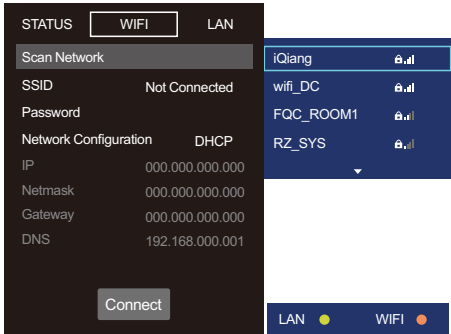 STATUS WIFI LAN
Scan Network
SSID Not Connected
Password
Network Configuration DHCP
IP 000.000.000.000
Netmask 000.000.000.000
Gateway 000.000.000.000
DNS 192.168.000.001
Connect
iQiang
wifi_DC
FQC_ROOM1
RZ_SYS
LAN WIFI